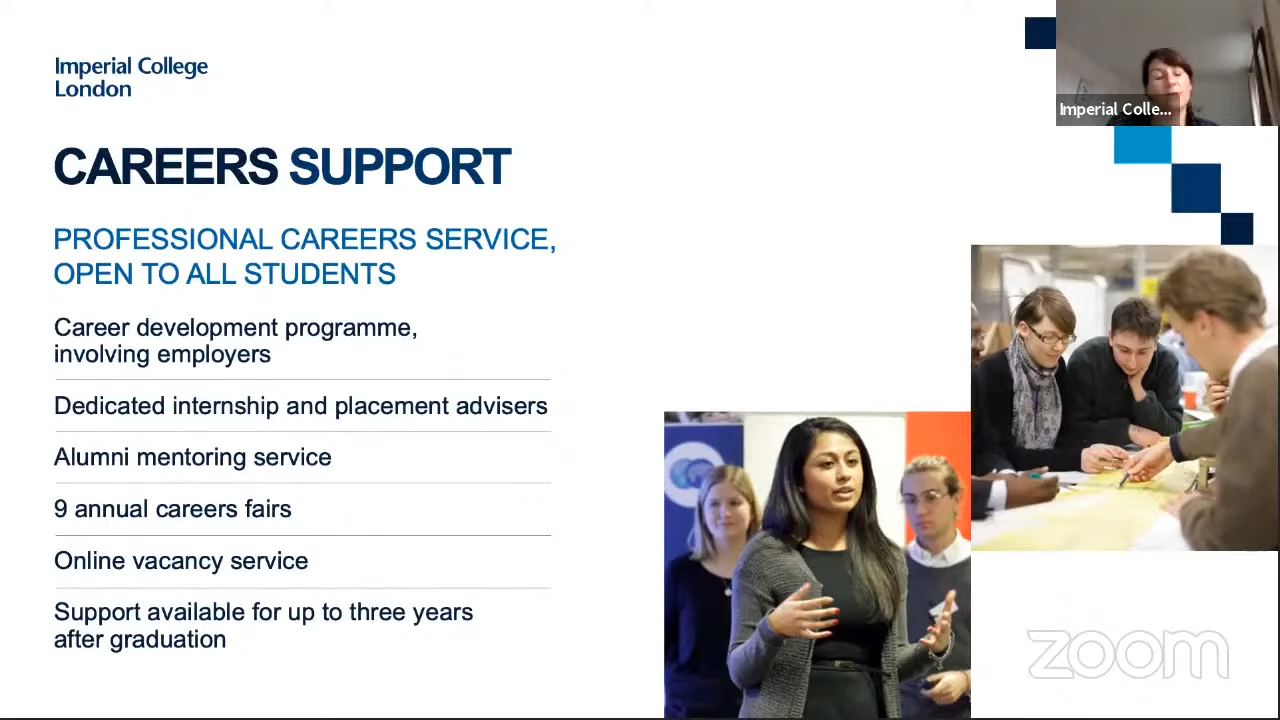 Imperial College
London
Imperial Colle...
CAREERS SUPPORT
PROFESSIONAL CAREERS SERVICE,
OPEN TO ALL STUDENTS
Career development programme,
involving employers
Dedicated internship and placement advisers
Alumni mentoring service
9 annual careers fairs
Online vacancy service
Support available for up to three years
after graduation
zoom